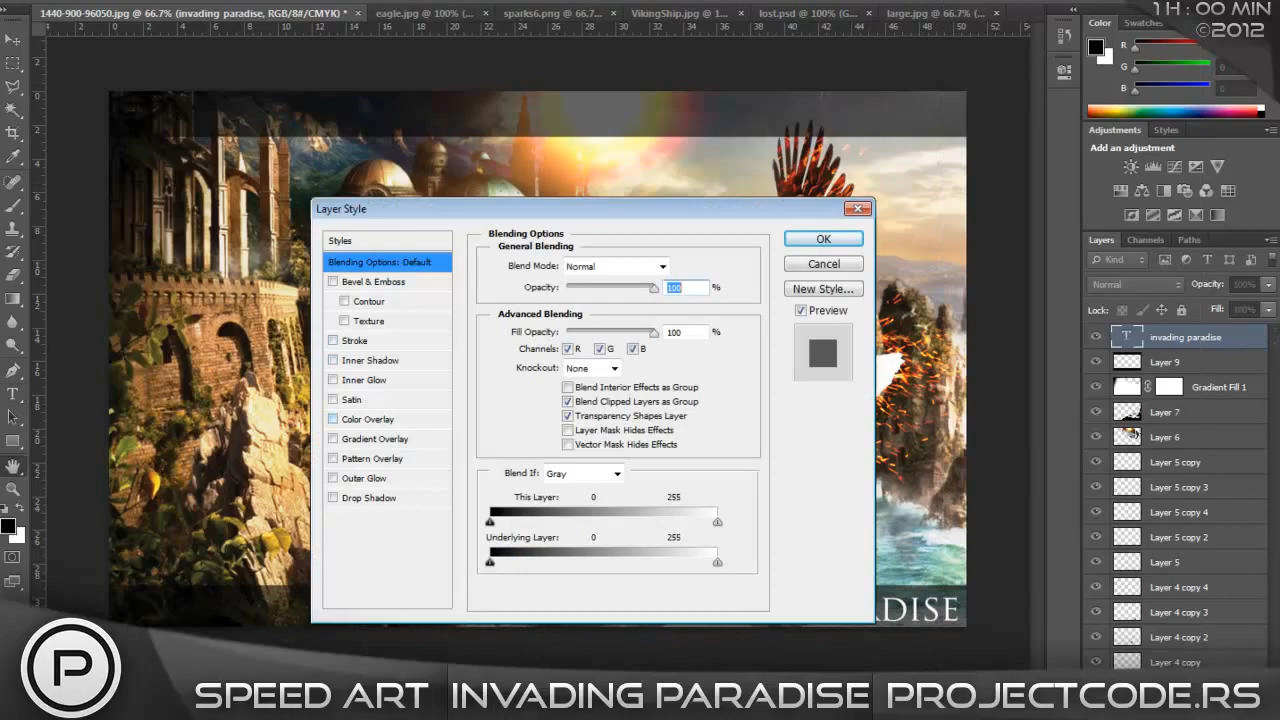 1440-900-96050.jpg @ 66.7% (invading paradise, RGB/8#/CMYK) *
eagle.jpg @ 100% (
sparks6.png @ 66.7%
VikingShip.jpg @ 1
lost.psd @ 100% (G
large.jpg @ 66.7% (
1H : 00 MIN
©2012
Color
Swatches
R
G
0
B
0
Adjustments
Styles
Add an adjustment
Layers
Channels
Paths
Kind
Normal
Opacity:
100%
Lock:
Fill:
100%
T
invading paradise
Layer 9
Gradient Fill 1
Layer 7
Layer 6
Layer 5 copy
Layer 5 copy 3
Layer 5 copy 4
Layer 5 copy 2
Layer 5
Layer 4 copy 4
Layer 4 copy 3
Layer 4 copy 2
Layer 4 copy
Layer Style
Styles
Blending Options: Default
Bevel & Emboss
Contour
Texture
Stroke
Inner Shadow
Inner Glow
Satin
Color Overlay
Gradient Overlay
Pattern Overlay
Outer Glow
Drop Shadow
Blending Options
General Blending
Blend Mode: Normal
Opacity: 100 %
Advanced Blending
Fill Opacity: 100 %
Channels: R G B
Knockout: None
Blend Interior Effects as Group
Blend Clipped Layers as Group
Transparency Shapes Layer
Layer Mask Hides Effects
Vector Mask Hides Effects
Blend If: Gray
This Layer: 0 255
Underlying Layer: 0 255
OK
Cancel
New Style...
Preview
ADISE
P
SPEED ART INVADING PARADISE PROJECTCODE.RS